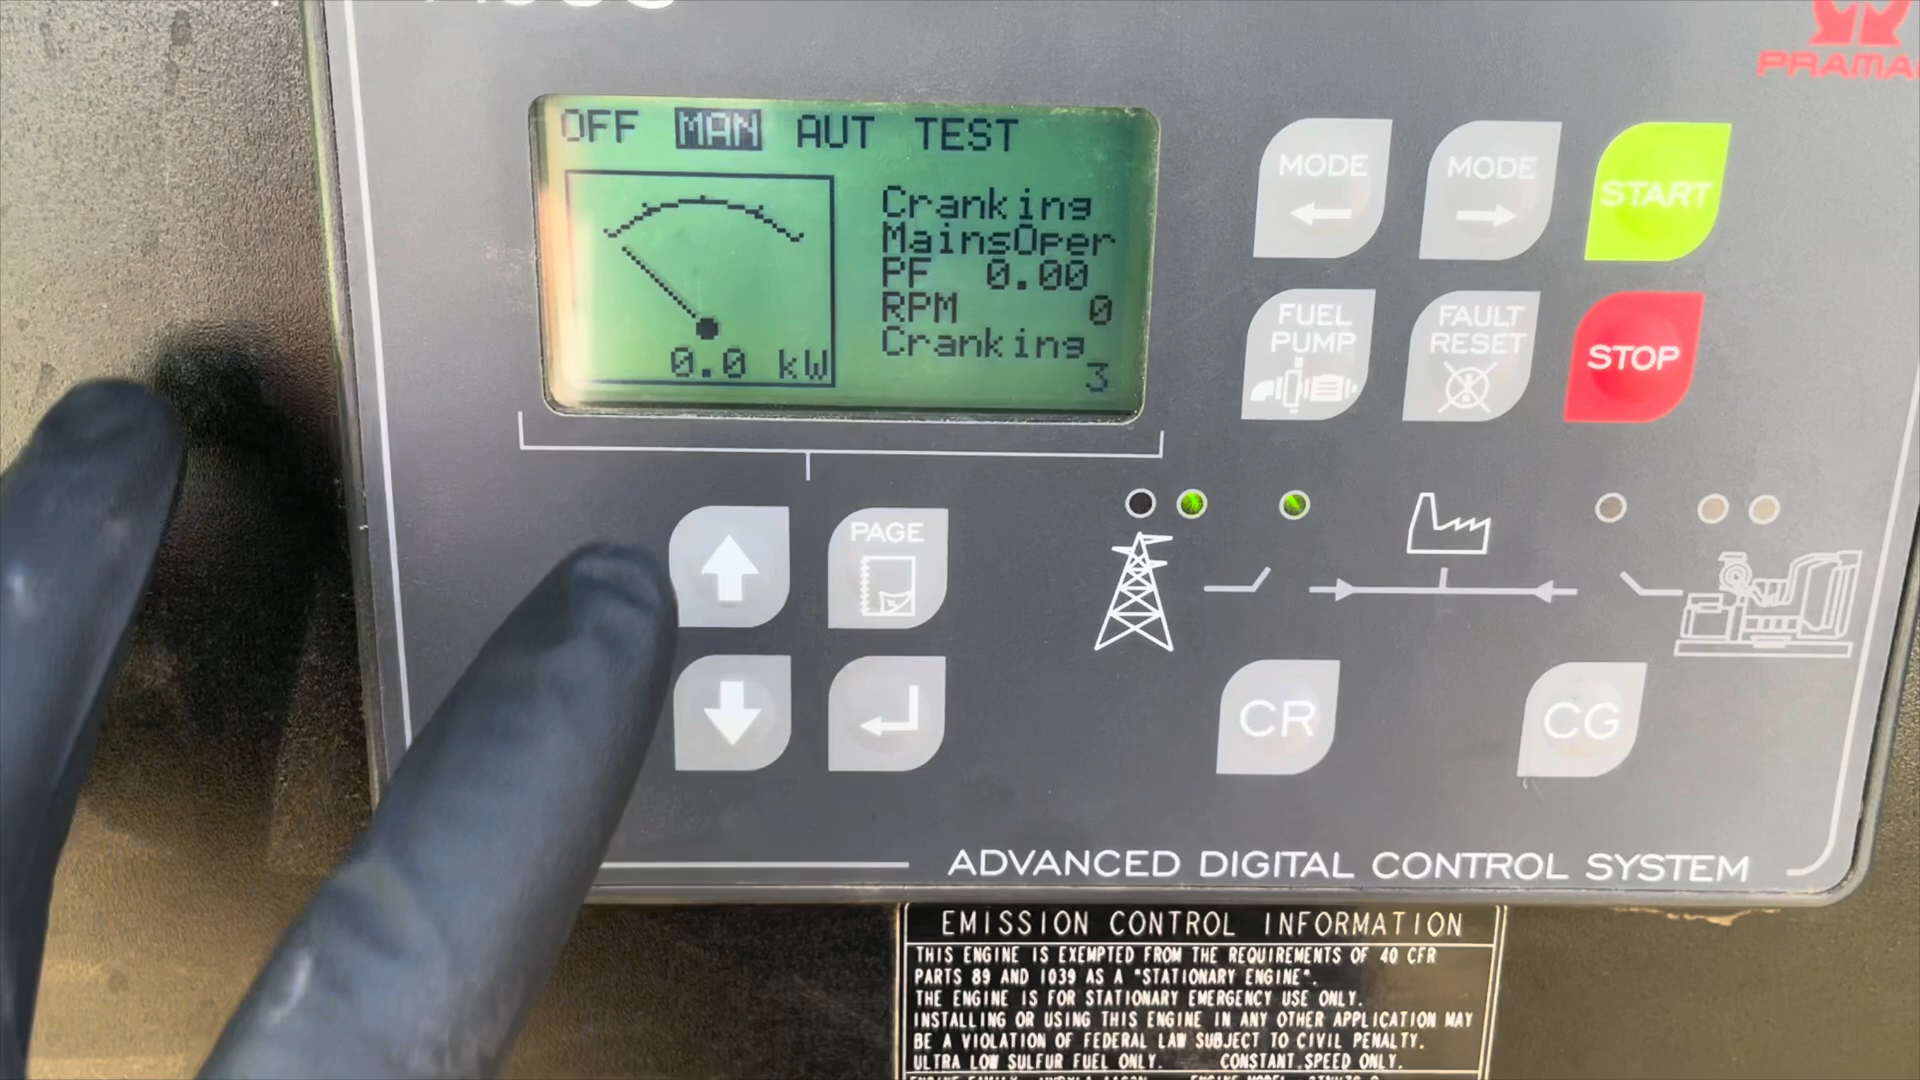 PRAMA
OFF MAN AUT TEST
Cranking
MainsOper
PF 0.00
RPM 0
Cranking
3
0.0 kW
MODE
MODE
START
FUEL
PUMP
FAULT
RESET
STOP
PAGE
CR
CG
ADVANCED DIGITAL CONTROL SYSTEM
EMISSION CONTROL INFORMATION
THIS ENGINE IS EXEMPTED FROM THE REQUIREMENTS OF 40 CFR
PARTS 89 AND 1039 AS A "STATIONARY ENGINE".
THE ENGINE IS FOR STATIONARY EMERGENCY USE ONLY.
INSTALLING OR USING THIS ENGINE IN ANY OTHER APPLICATION MAY
BE A VIOLATION OF FEDERAL LAW SUBJECT TO CIVIL PENALTY.
ULTRA LOW SULFUR FUEL ONLY. CONSTANT SPEED ONLY.